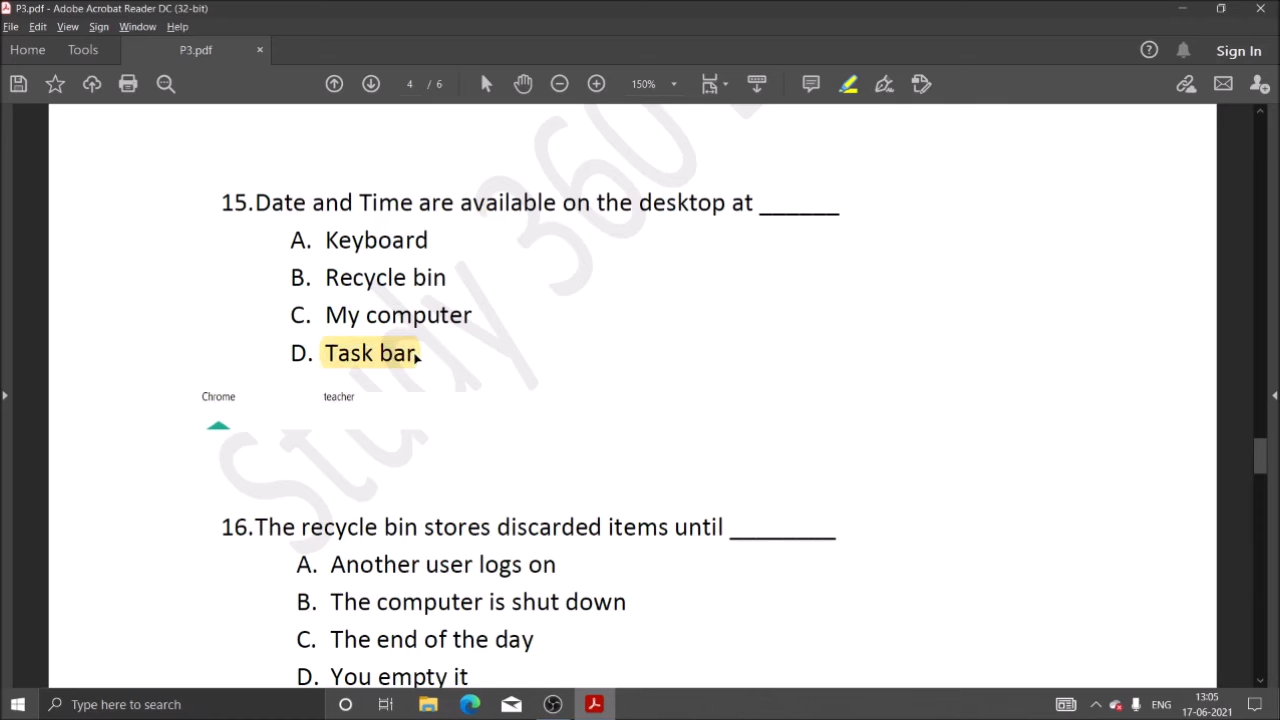 P3.pdf - Adobe Acrobat Reader DC (32-bit)
File Edit View Sign Window Help
Home Tools P3.pdf × Sign In
4 / 6 150%
Study 360
15.Date and Time are available on the desktop at ______
A. Keyboard
B. Recycle bin
C. My computer
D. Task bar
Chrome teacher
16.The recycle bin stores discarded items until ________
A. Another user logs on
B. The computer is shut down
C. The end of the day
D. You empty it
Type here to search ENG 13:05
17-06-2021